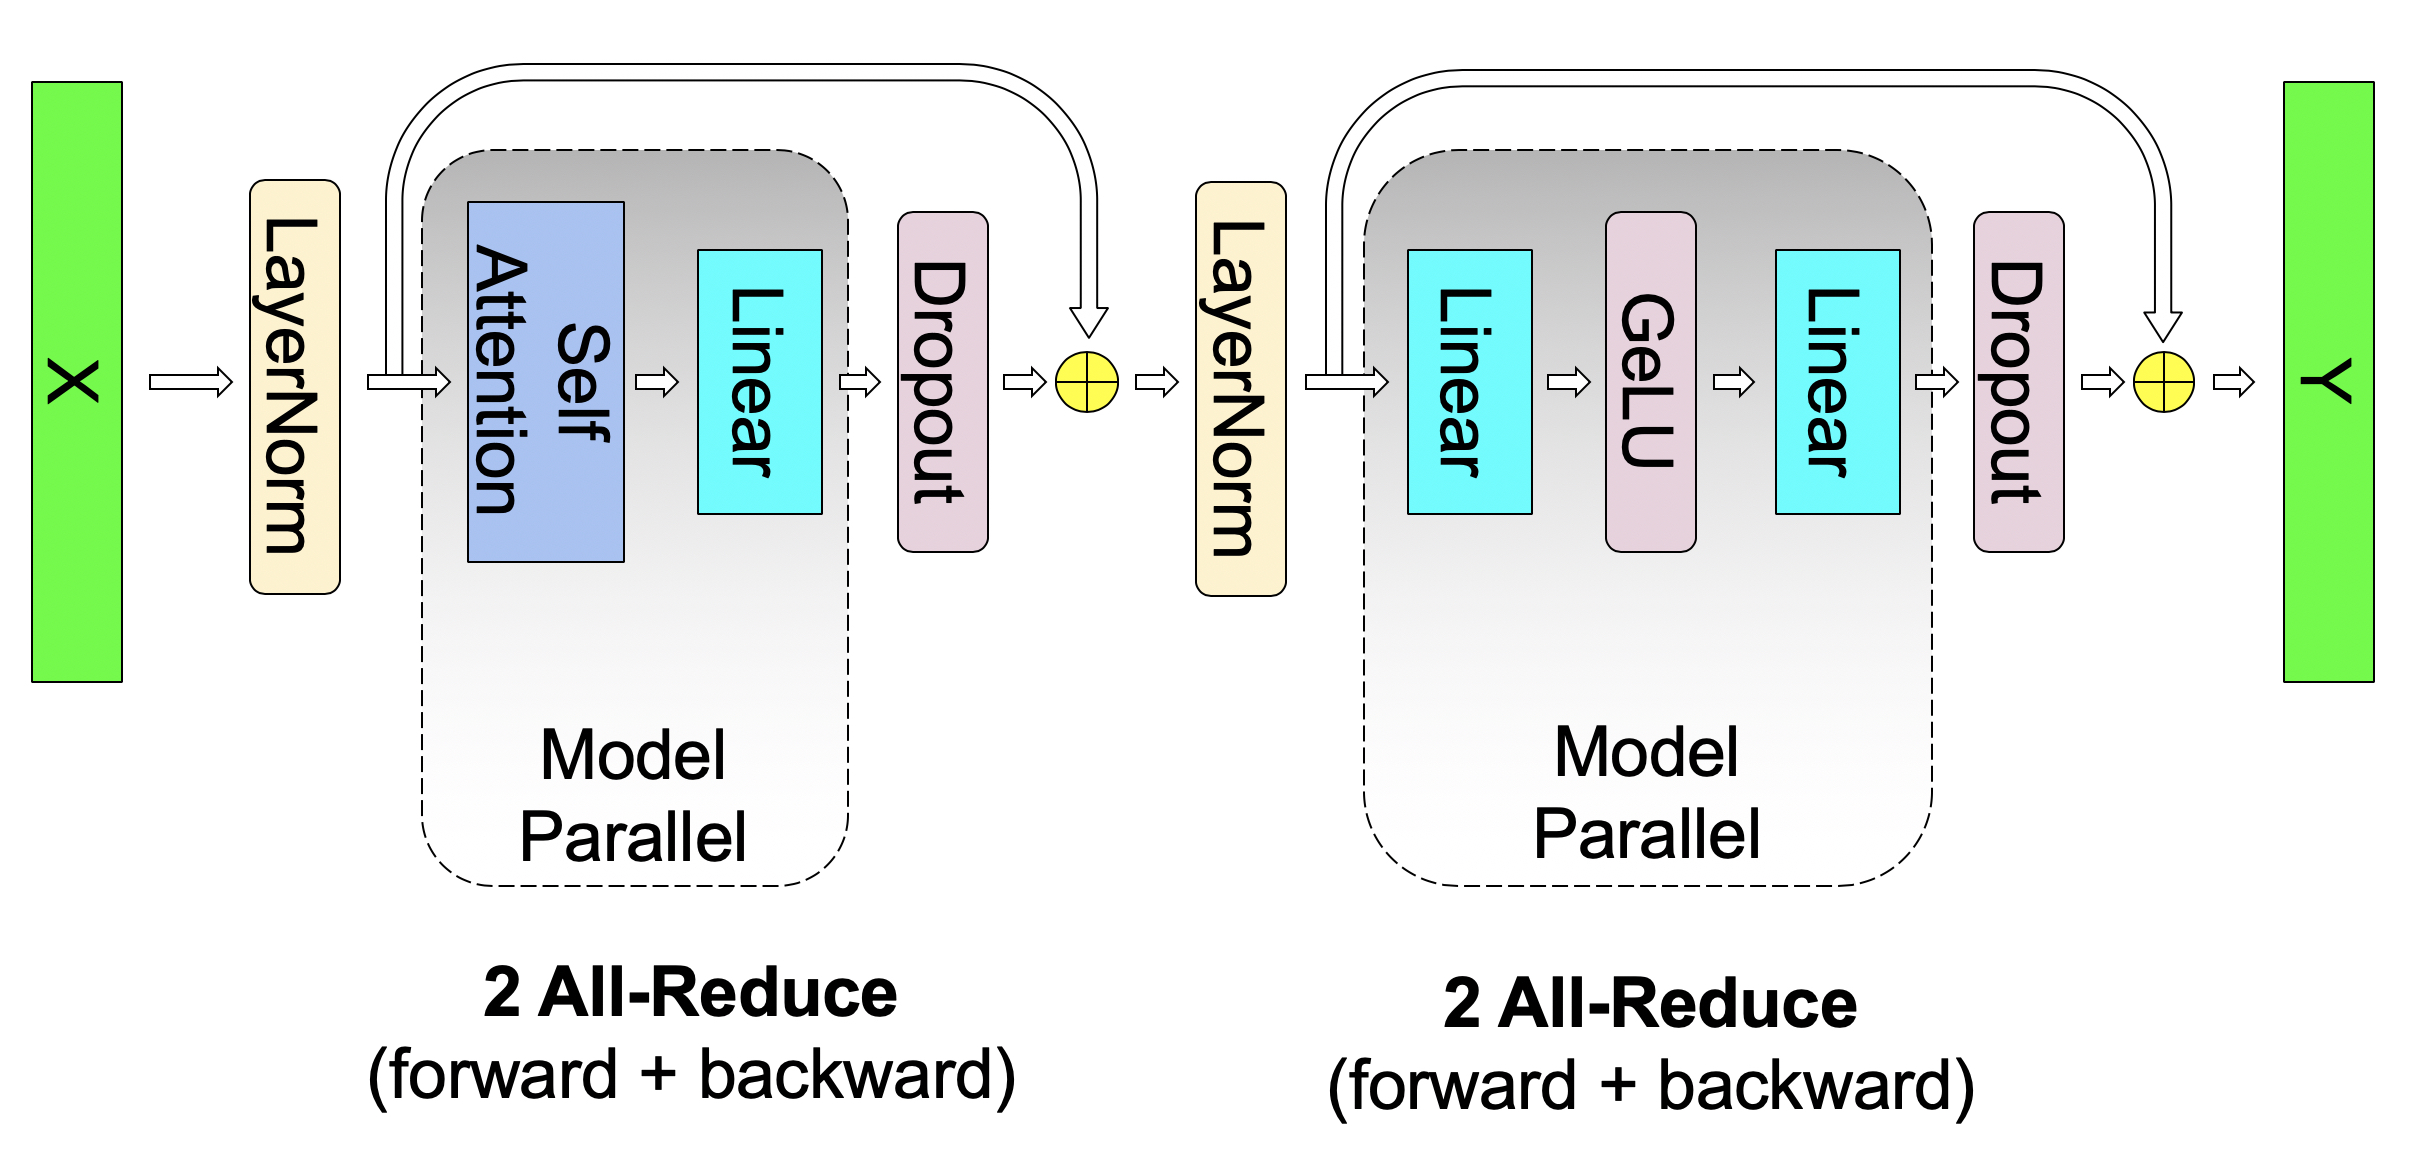 X
LayerNorm
Self
Attention
Linear
Dropout
LayerNorm
Linear
GeLU
Linear
Dropout
Y
Model
Parallel
Model
Parallel
2 All-Reduce
(forward + backward)
2 All-Reduce
(forward + backward)